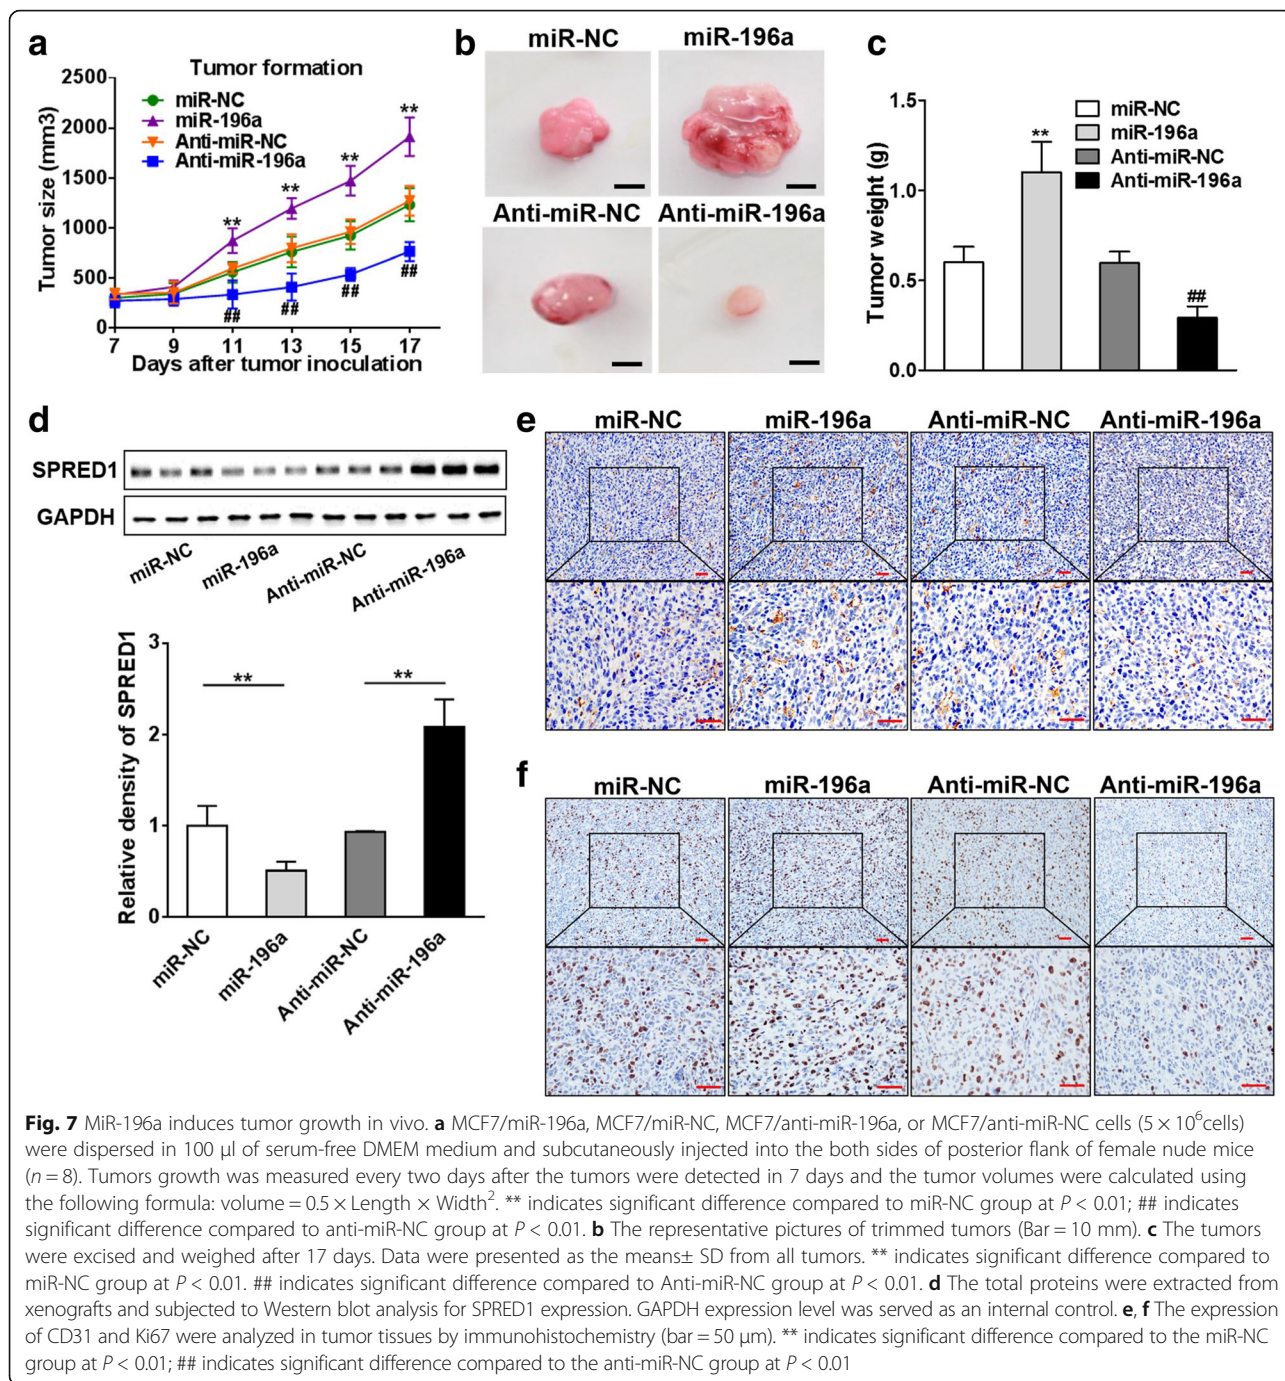 a
Tumor formation
2500
2000
1500
1000
500
0
Tumor size (mm3)
miR-NC
miR-196a
Anti-miR-NC
Anti-miR-196a
**
**
**
**
##
##
##
##
7 9 11 13 15 17
Days after tumor inoculation
b
miR-NC miR-196a
Anti-miR-NC Anti-miR-196a
c
1.5
1.0
0.5
0.0
Tumor weight (g)
miR-NC
miR-196a
Anti-miR-NC
Anti-miR-196a
**
##
d
SPRED1
GAPDH
miR-NC miR-196a Anti-miR-NC Anti-miR-196a
3
2
1
0
Relative density of SPRED1
** **
miR-NC miR-196a Anti-miR-NC Anti-miR-196a
e
miR-NC miR-196a Anti-miR-NC Anti-miR-196a
f
miR-NC miR-196a Anti-miR-NC Anti-miR-196a
Fig. 7 MiR-196a induces tumor growth in vivo. a MCF7/miR-196a, MCF7/miR-NC, MCF7/anti-miR-196a, or MCF7/anti-miR-NC cells (5 × 10⁶cells)
were dispersed in 100 μl of serum-free DMEM medium and subcutaneously injected into the both sides of posterior flank of female nude mice
(n = 8). Tumors growth was measured every two days after the tumors were detected in 7 days and the tumor volumes were calculated using
the following formula: volume = 0.5 × Length × Width². ** indicates significant difference compared to miR-NC group at P < 0.01; ## indicates
significant difference compared to anti-miR-NC group at P < 0.01. b The representative pictures of trimmed tumors (Bar = 10 mm). c The tumors
were excised and weighed after 17 days. Data were presented as the means± SD from all tumors. ** indicates significant difference compared to
miR-NC group at P < 0.01. ## indicates significant difference compared to Anti-miR-NC group at P < 0.01. d The total proteins were extracted from
xenografts and subjected to Western blot analysis for SPRED1 expression. GAPDH expression level was served as an internal control. e, f The expression
of CD31 and Ki67 were analyzed in tumor tissues by immunohistochemistry (bar = 50 μm). ** indicates significant difference compared to the miR-NC
group at P < 0.01; ## indicates significant difference compared to the anti-miR-NC group at P < 0.01